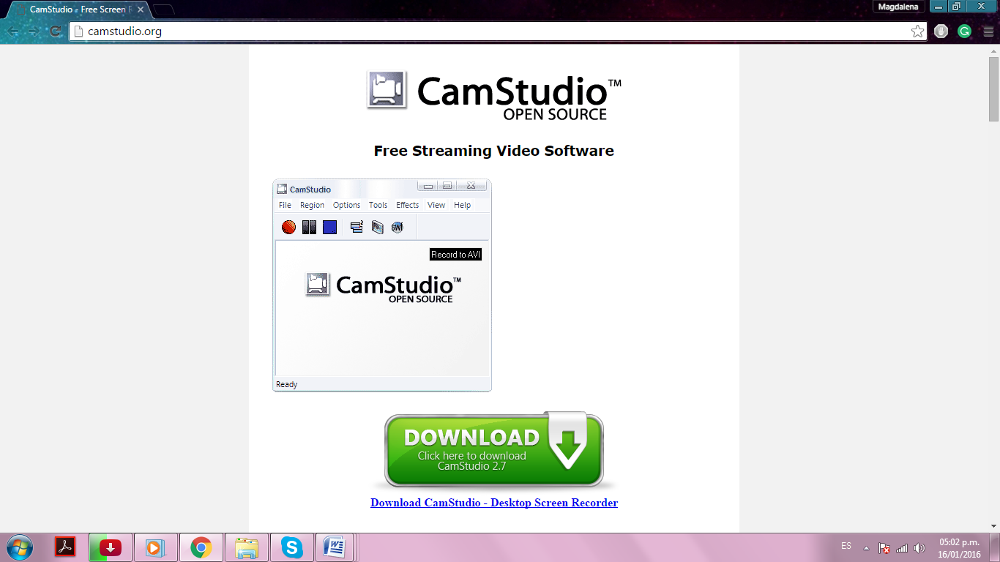 CamStudio - Free Screen R
Magdalena
camstudio.org
CamStudio™
OPEN SOURCE
Free Streaming Video Software
CamStudio
File Region Options Tools Effects View Help
SWF
Record to AVI
CamStudio™
OPEN SOURCE
Ready
DOWNLOAD
Click here to download
CamStudio 2.7
Download CamStudio - Desktop Screen Recorder
ES
05:02 p.m.
16/01/2016